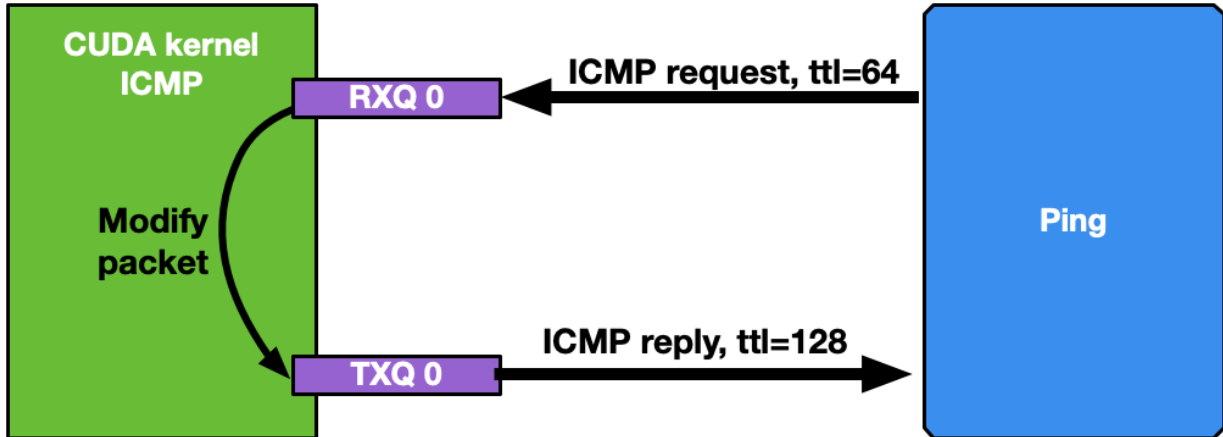 CUDA kernel
ICMP
RXQ 0
ICMP request, ttl=64
Modify
packet
Ping
ICMP reply, ttl=128
TXQ 0